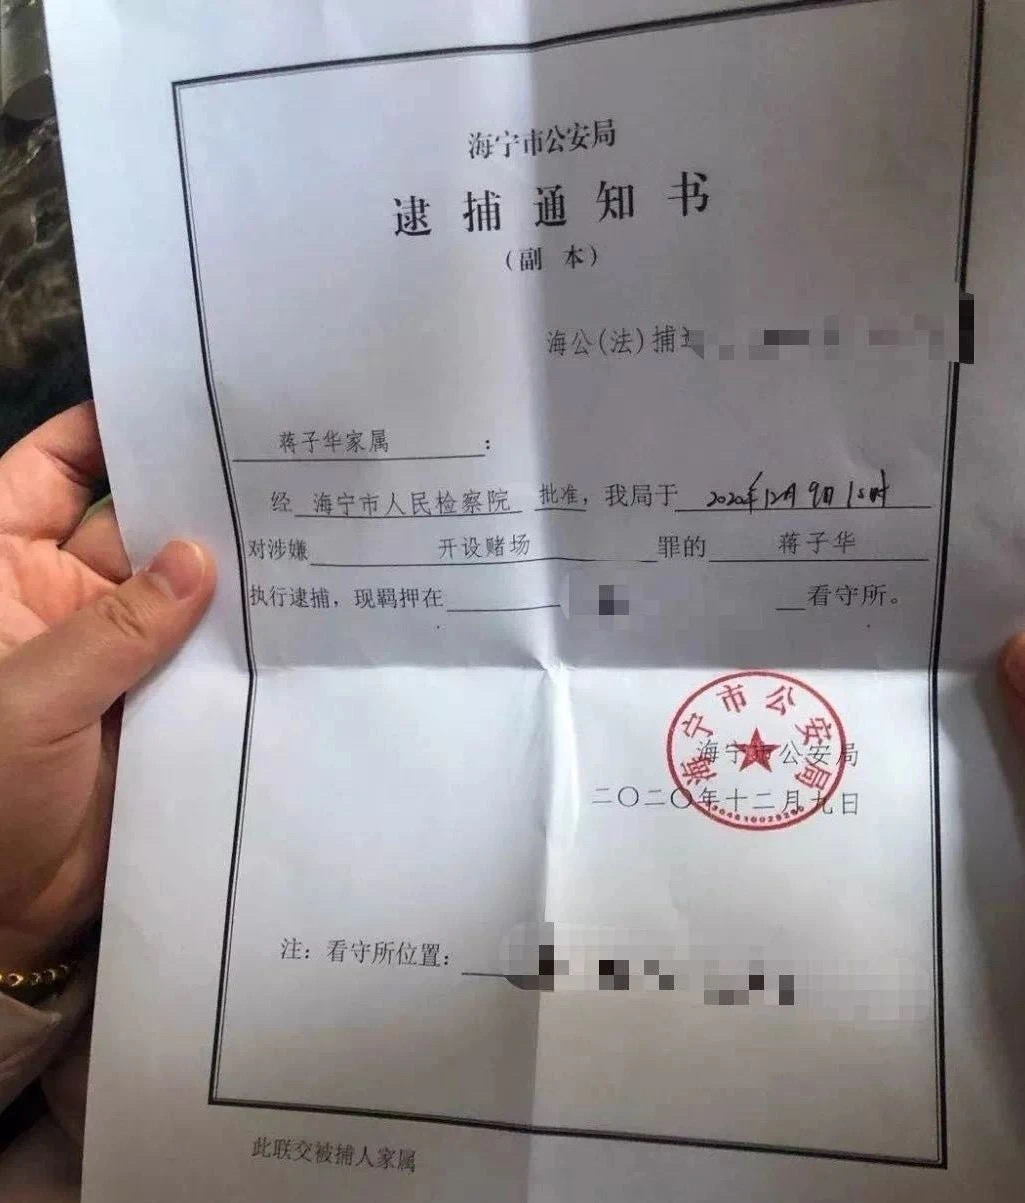 海宁市公安局
逮捕通知书
（副本）
海公(法)捕
蒋子华家属：
经 海宁市人民检察院 批准，我局于 2020年12月9日15时
对涉嫌 开设赌场 罪的 蒋子华
执行逮捕，现羁押在 看守所。
海宁市公安局
海宁市公安局
二〇二〇年十二月九日
注：看守所位置：
此联交被捕人家属